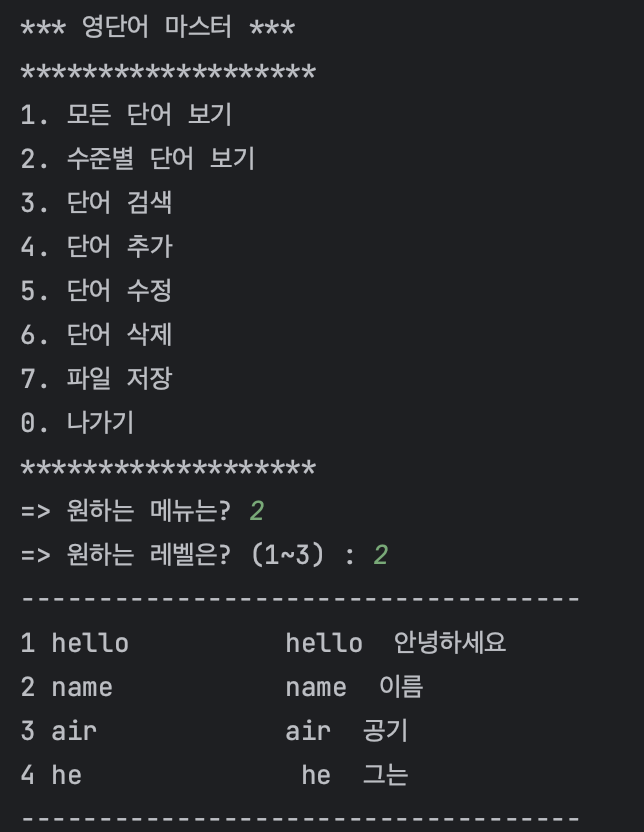 *** 영단어 마스터 ***
*******************
1. 모든 단어 보기
2. 수준별 단어 보기
3. 단어 검색
4. 단어 추가
5. 단어 수정
6. 단어 삭제
7. 파일 저장
0. 나가기
*******************
=> 원하는 메뉴는? 2
=> 원하는 레벨은? (1~3) : 2
------------------------------------
1 hello          hello  안녕하세요
2 name           name  이름
3 air            air  공기
4 he              he  그는
------------------------------------